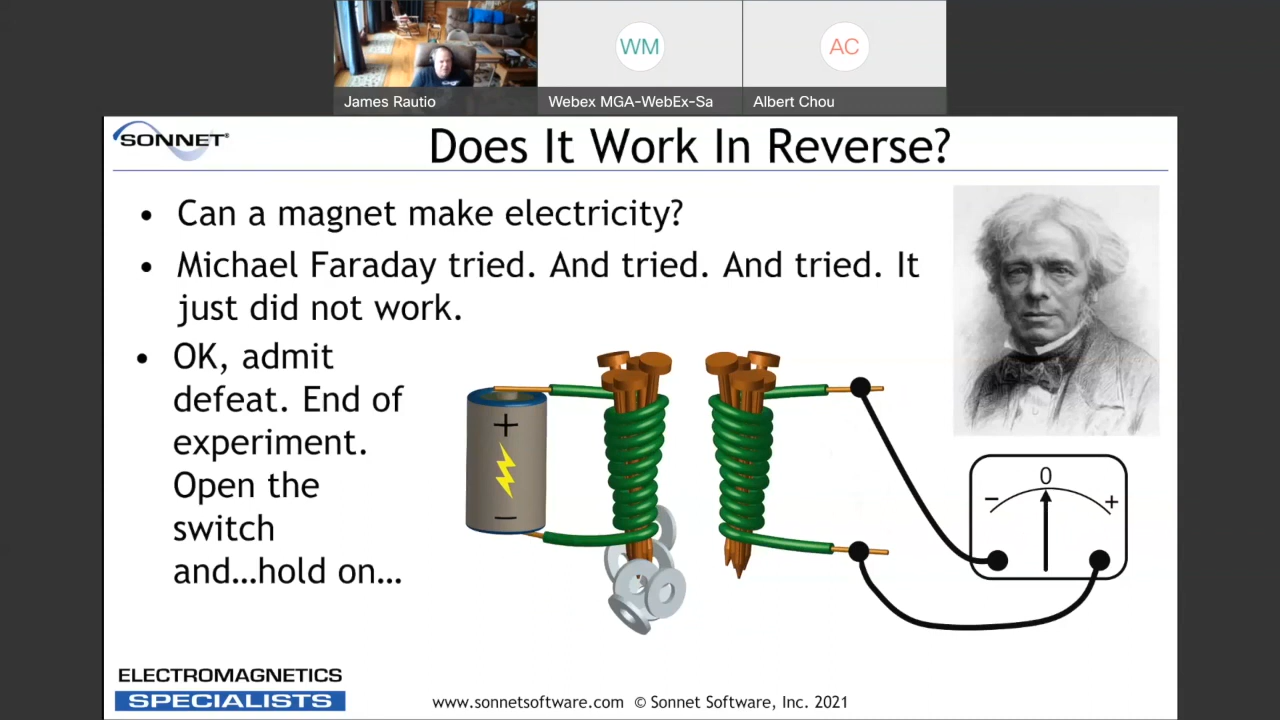 WM
AC
James Rautio
Webex MGA-WebEx-Sa
Albert Chou
SONNET®
Does It Work In Reverse?
• Can a magnet make electricity?
• Michael Faraday tried. And tried. And tried. It
just did not work.
• OK, admit
defeat. End of
experiment.
Open the
switch
and…hold on…
+
−
0
−
+
ELECTROMAGNETICS
SPECIALISTS
www.sonnetsoftware.com © Sonnet Software, Inc. 2021